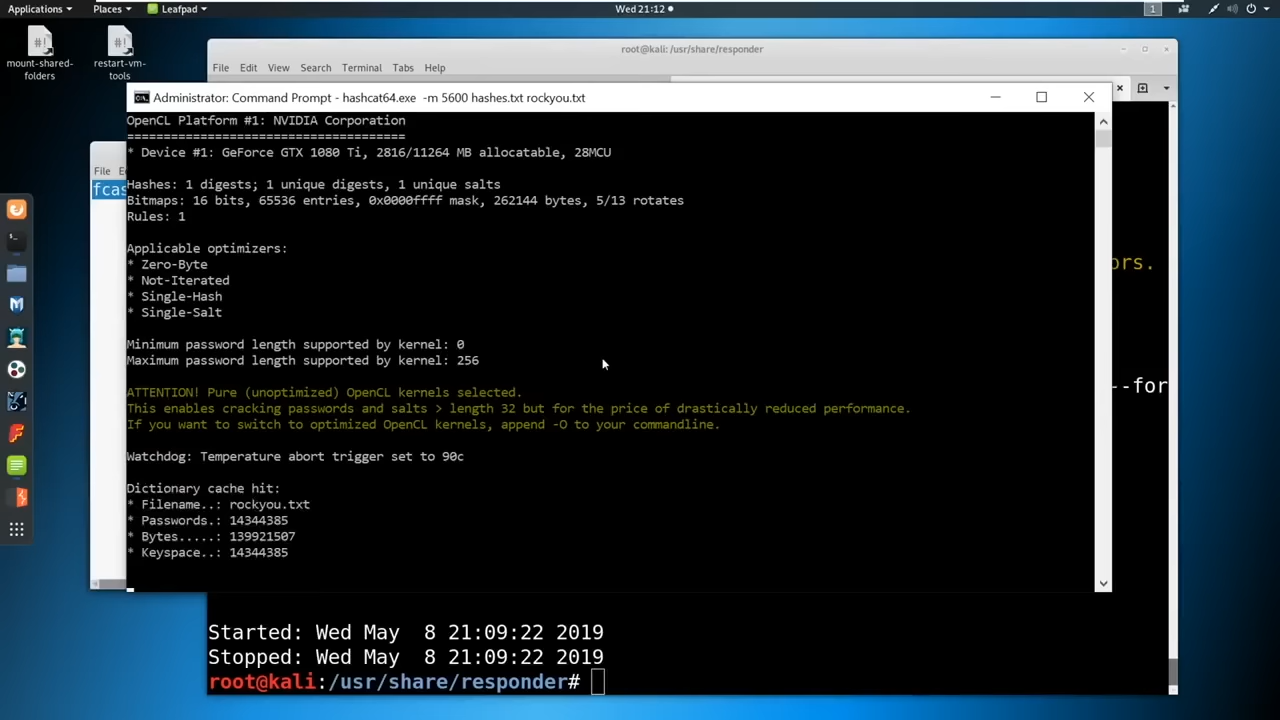 Applications Places Leafpad Wed 21:12 1
mount-shared-folders
restart-vm-tools
root@kali: /usr/share/responder
File Edit View Search Terminal Tabs Help
Administrator: Command Prompt - hashcat64.exe -m 5600 hashes.txt rockyou.txt
OpenCL Platform #1: NVIDIA Corporation
======================================
* Device #1: GeForce GTX 1080 Ti, 2816/11264 MB allocatable, 28MCU
File
fcas
Hashes: 1 digests; 1 unique digests, 1 unique salts
Bitmaps: 16 bits, 65536 entries, 0x0000ffff mask, 262144 bytes, 5/13 rotates
Rules: 1
Applicable optimizers:
* Zero-Byte
* Not-Iterated
* Single-Hash
* Single-Salt
ors.
Minimum password length supported by kernel: 0
Maximum password length supported by kernel: 256
--for
ATTENTION! Pure (unoptimized) OpenCL kernels selected.
This enables cracking passwords and salts > length 32 but for the price of drastically reduced performance.
If you want to switch to optimized OpenCL kernels, append -O to your commandline.
Watchdog: Temperature abort trigger set to 90c
Dictionary cache hit:
* Filename..: rockyou.txt
* Passwords.: 14344385
* Bytes.....: 139921507
* Keyspace..: 14344385
Started: Wed May  8 21:09:22 2019
Stopped: Wed May  8 21:09:22 2019
root@kali:/usr/share/responder#